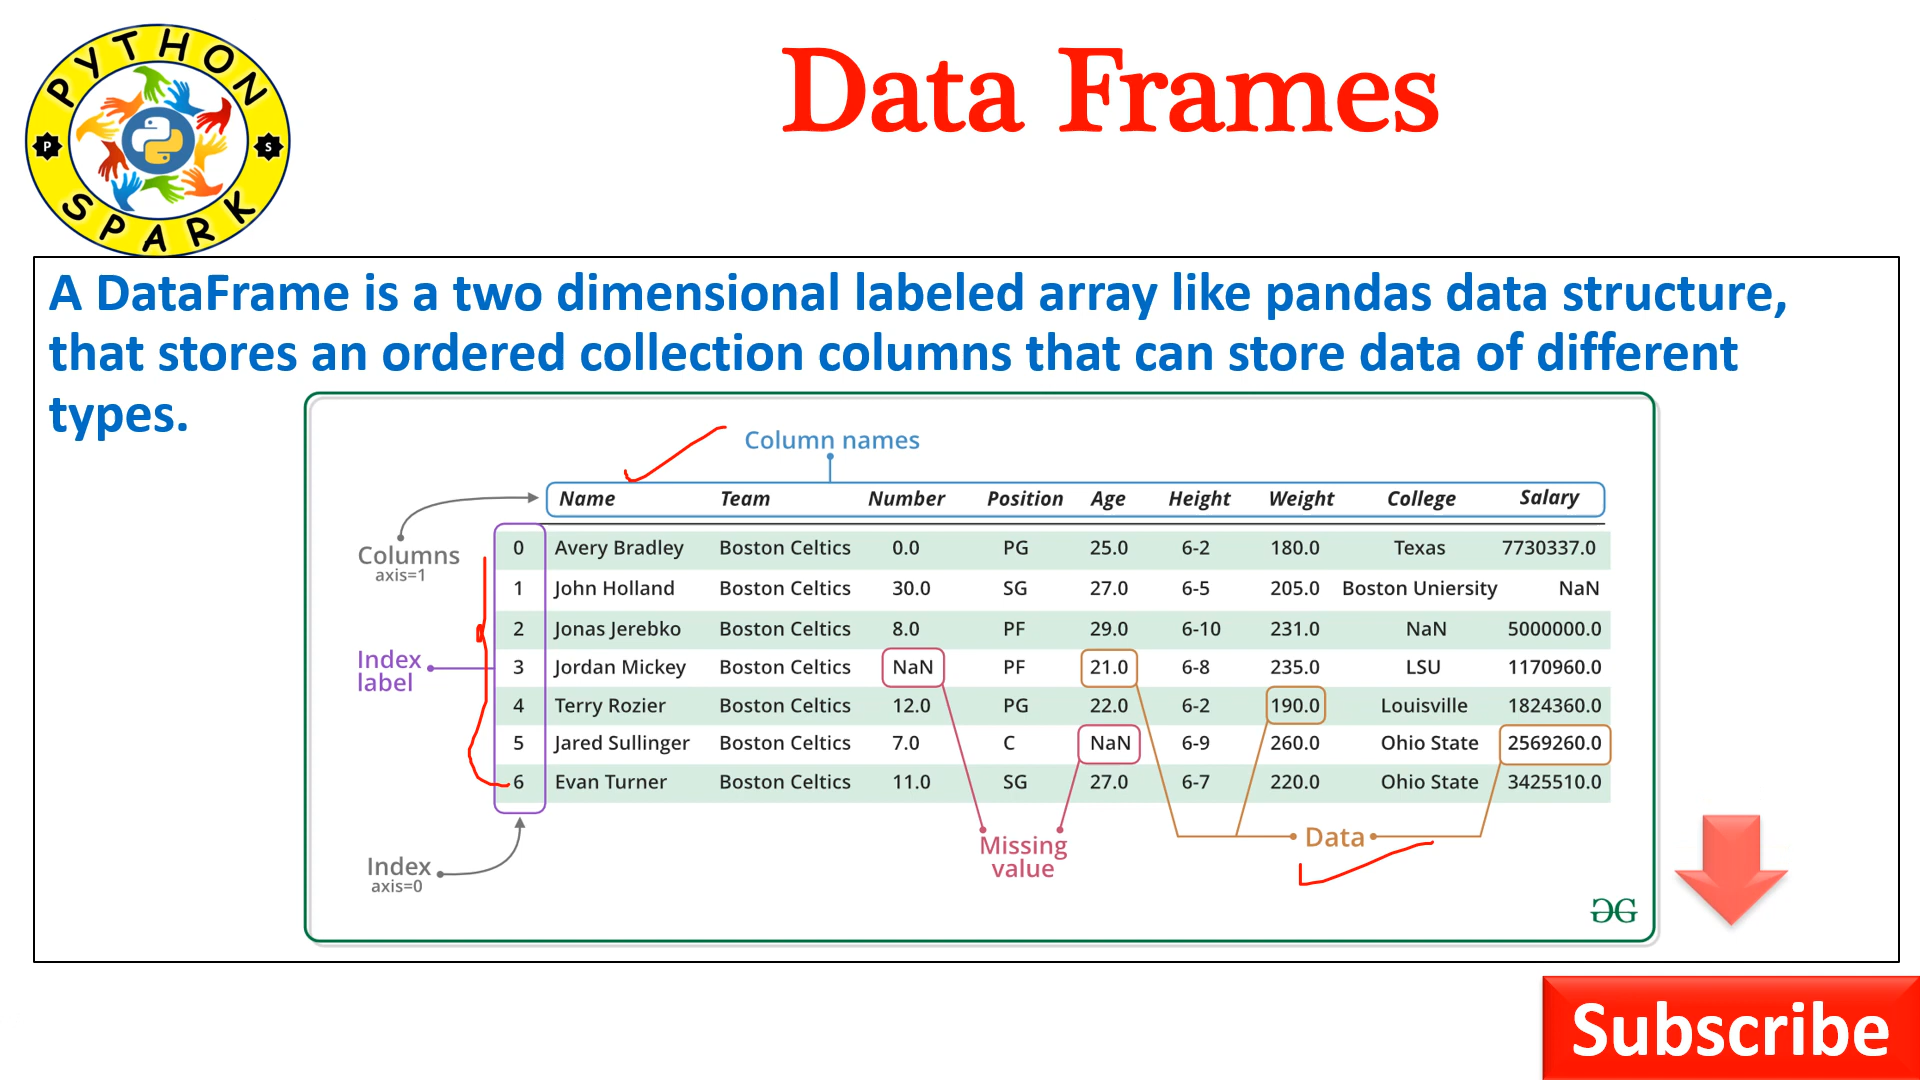 PYTHON
P S
SPARK
Data Frames
A DataFrame is a two dimensional labeled array like pandas data structure,
that stores an ordered collection columns that can store data of different
types.
Column names
Name Team Number Position Age Height Weight College Salary
Columns
axis=1
0 Avery Bradley Boston Celtics 0.0 PG 25.0 6-2 180.0 Texas 7730337.0
1 John Holland Boston Celtics 30.0 SG 27.0 6-5 205.0 Boston Uniersity NaN
2 Jonas Jerebko Boston Celtics 8.0 PF 29.0 6-10 231.0 NaN 5000000.0
Index
label
3 Jordan Mickey Boston Celtics NaN PF 21.0 6-8 235.0 LSU 1170960.0
4 Terry Rozier Boston Celtics 12.0 PG 22.0 6-2 190.0 Louisville 1824360.0
5 Jared Sullinger Boston Celtics 7.0 C NaN 6-9 260.0 Ohio State 2569260.0
6 Evan Turner Boston Celtics 11.0 SG 27.0 6-7 220.0 Ohio State 3425510.0
Missing
value
Data
Index
axis=0
Subscribe